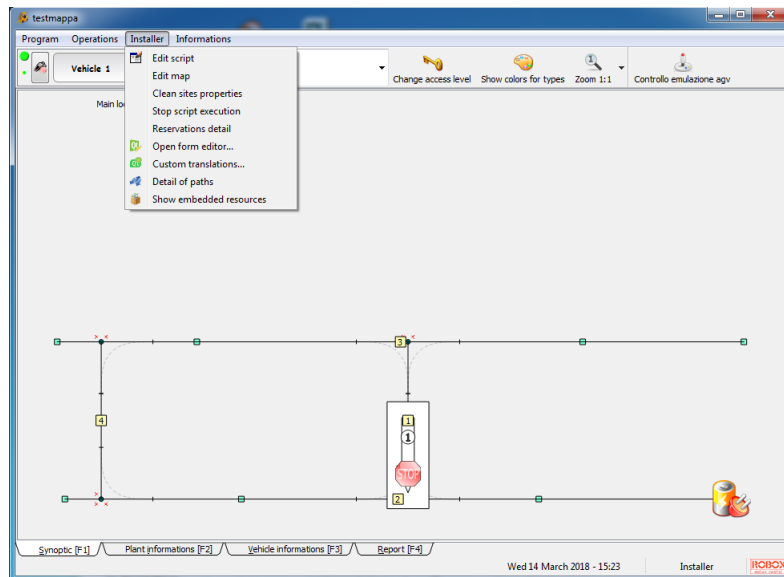 testmappa
Program Operations Installer Informations
Vehicle 1
Change access level Show colors for types Zoom 1:1 Controllo emulazione agv
Edit script
Edit map
Clean sites properties
Stop script execution
Reservations detail
Open form editor...
Custom translations...
Detail of paths
Show embedded resources
Main lo
3
4
1
1
STOP
2
Synoptic [F1] Plant informations [F2] Vehicle informations [F3] Report [F4]
Wed 14 March 2018 - 15:23 Installer ROBOX